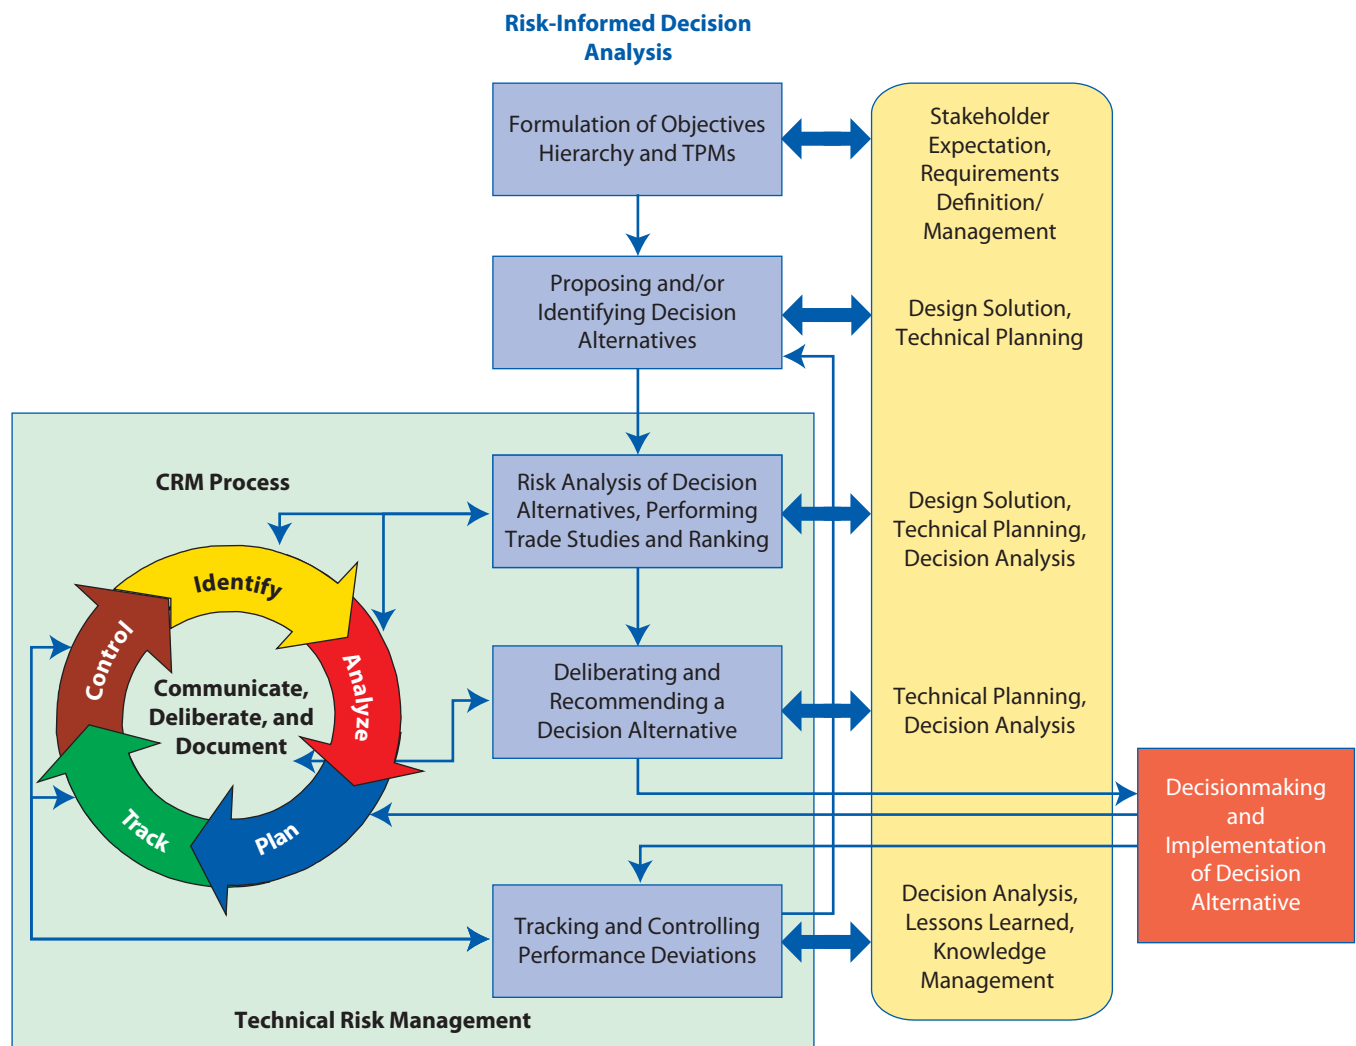 Risk-Informed Decision
Analysis
Formulation of Objectives
Hierarchy and TPMs
Stakeholder
Expectation,
Requirements
Definition/
Management
Proposing and/or
Identifying Decision
Alternatives
Design Solution,
Technical Planning
CRM Process
Risk Analysis of Decision
Alternatives, Performing
Trade Studies and Ranking
Design Solution,
Technical Planning,
Decision Analysis
Identify
Analyze
Plan
Track
Control
Communicate,
Deliberate, and
Document
Deliberating and
Recommending a
Decision Alternative
Technical Planning,
Decision Analysis
Decisionmaking
and
Implementation
of Decision
Alternative
Tracking and Controlling
Performance Deviations
Decision Analysis,
Lessons Learned,
Knowledge
Management
Technical Risk Management